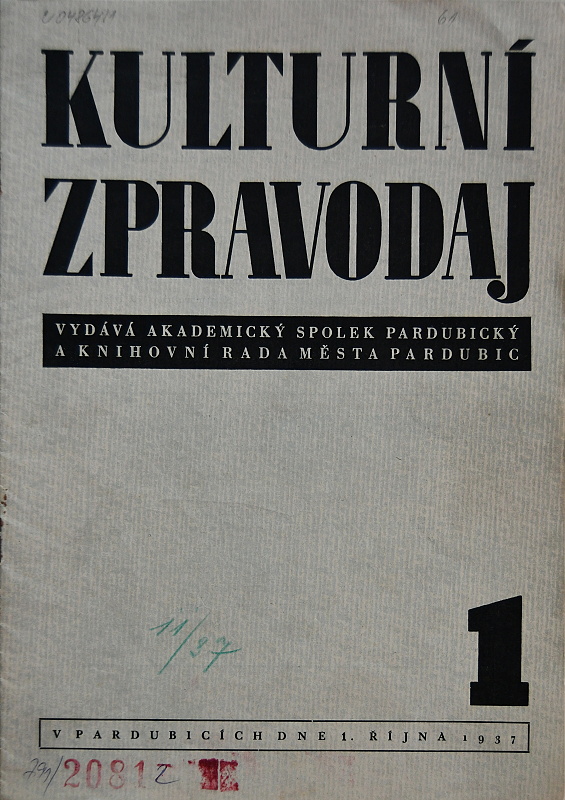 61
KULTURNÍ
ZPRAVODAJ
VYDÁVÁ AKADEMICKÝ SPOLEK PARDUBICKÝ
A KNIHOVNÍ RADA MĚSTA PARDUBIC
11/37
1
V PARDUBICÍCH DNE 1. ŘÍJNA 1937
2081